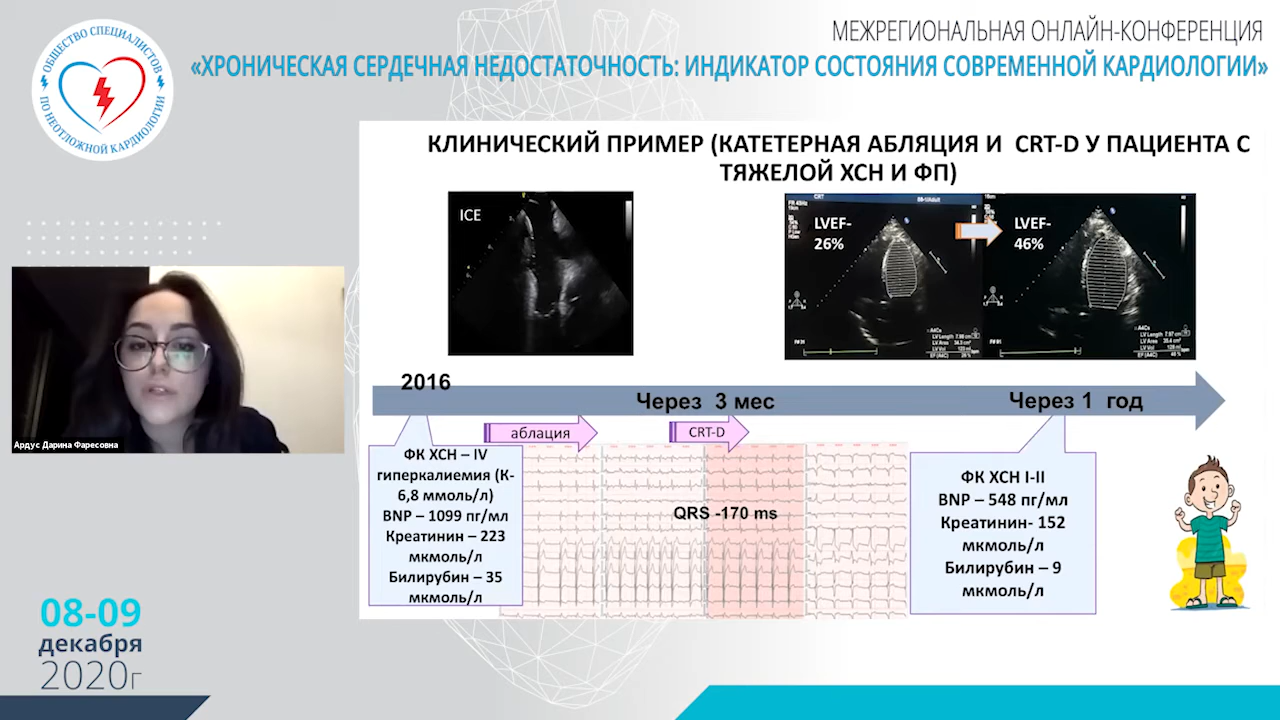 ОБЩЕСТВО СПЕЦИАЛИСТОВ
ПО НЕОТЛОЖНОЙ КАРДИОЛОГИИ
МЕЖРЕГИОНАЛЬНАЯ ОНЛАЙН-КОНФЕРЕНЦИЯ
«ХРОНИЧЕСКАЯ СЕРДЕЧНАЯ НЕДОСТАТОЧНОСТЬ: ИНДИКАТОР СОСТОЯНИЯ СОВРЕМЕННОЙ КАРДИОЛОГИИ»
КЛИНИЧЕСКИЙ ПРИМЕР (КАТЕТЕРНАЯ АБЛЯЦИЯ И CRT-D У ПАЦИЕНТА С
ТЯЖЕЛОЙ ХСН И ФП)
ICE
LVEF-
26%
LVEF-
46%
Ардус Дарина Фаресовна
2016
Через 3 мес
Через 1 год
аблация
CRT-D
ФК ХСН – IV
гиперкалиемия (К-
6,8 ммоль/л)
BNP – 1099 пг/мл
Креатинин – 223
мкмоль/л
Билирубин – 35
мкмоль/л
QRS -170 ms
ФК ХСН I-II
BNP – 548 пг/мл
Креатинин- 152
мкмоль/л
Билирубин – 9
мкмоль/л
08-09
декабря
2020г